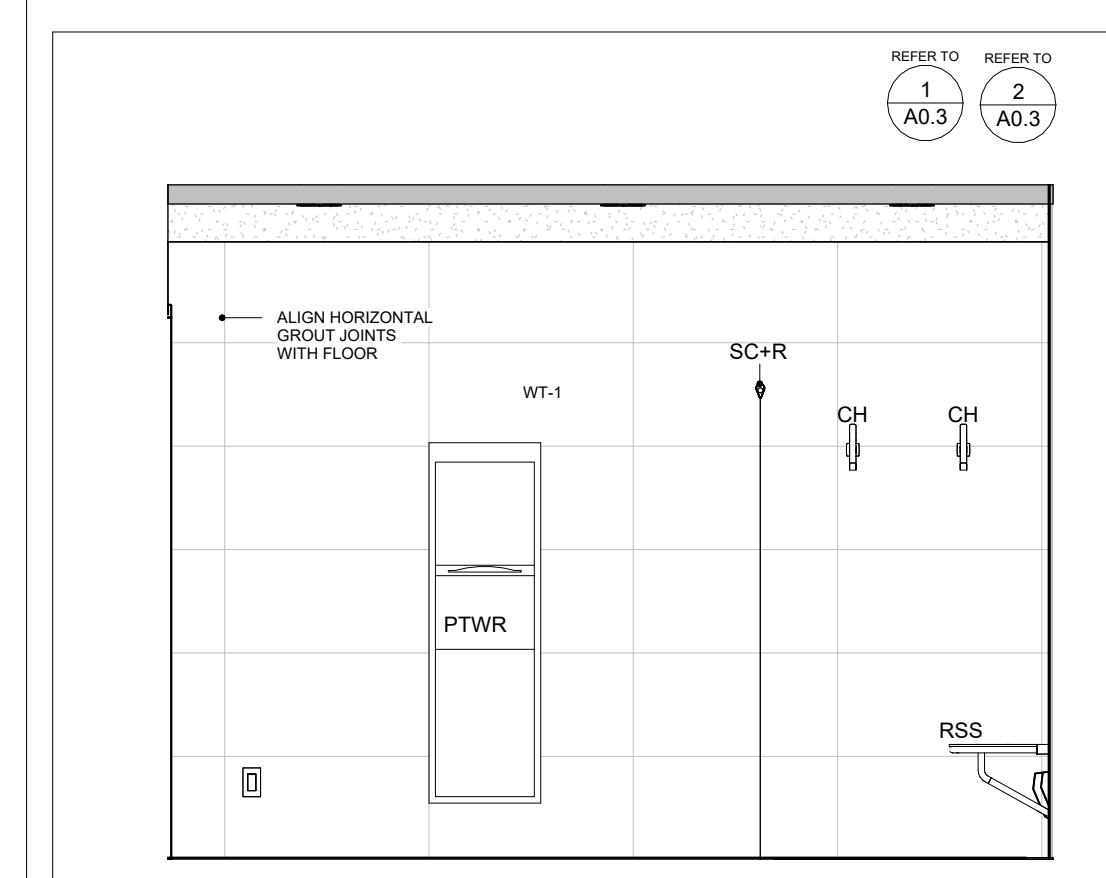 REFER TO
REFER TO
1
2
A0.3
A0.3
ALIGN HORIZONTAL
GROUT JOINTS
WITH FLOOR
SC+R
WT-1
CH
CH
PTWR
RSS